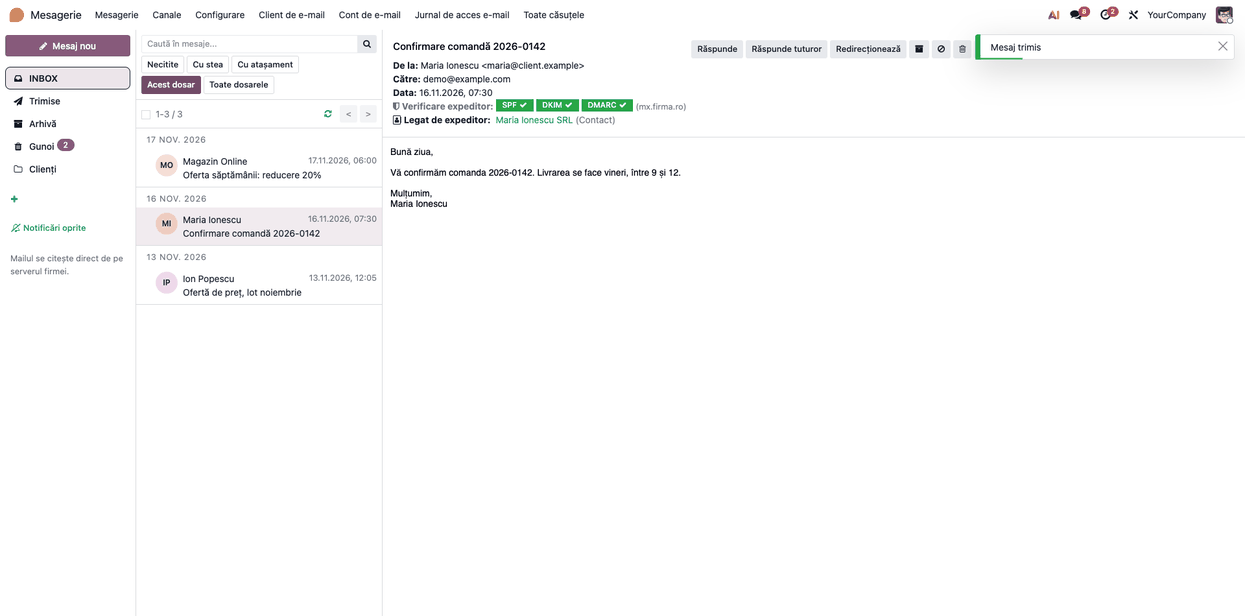 Mesagerie Mesagerie Canale Configurare Client de e-mail Cont de e-mail Jurnal de acces e-mail Toate căsuțele AI 8 2 YourCompany
Mesaj nou
INBOX
Trimise
Arhivă
Gunoi 2
Clienți
+
Notificări oprite
Mailul se citește direct de pe
serverul firmei.
Caută în mesaje...
Necitite Cu stea Cu atașament
Acest dosar Toate dosarele
1-3 / 3 < >
17 NOV. 2026
MO Magazin Online 17.11.2026, 06:00
Oferta săptămânii: reducere 20%
16 NOV. 2026
MI Maria Ionescu 16.11.2026, 07:30
Confirmare comandă 2026-0142
13 NOV. 2026
IP Ion Popescu 13.11.2026, 12:05
Ofertă de preț, lot noiembrie
Confirmare comandă 2026-0142
Răspunde Răspunde tuturor Redirecționează
Mesaj trimis
De la: Maria Ionescu <maria@client.example>
Către: demo@example.com
Data: 16.11.2026, 07:30
Verificare expeditor: SPF DKIM DMARC (mx.firma.ro)
Legat de expeditor: Maria Ionescu SRL (Contact)
Bună ziua,
Vă confirmăm comanda 2026-0142. Livrarea se face vineri, între 9 și 12.
Mulțumim,
Maria Ionescu